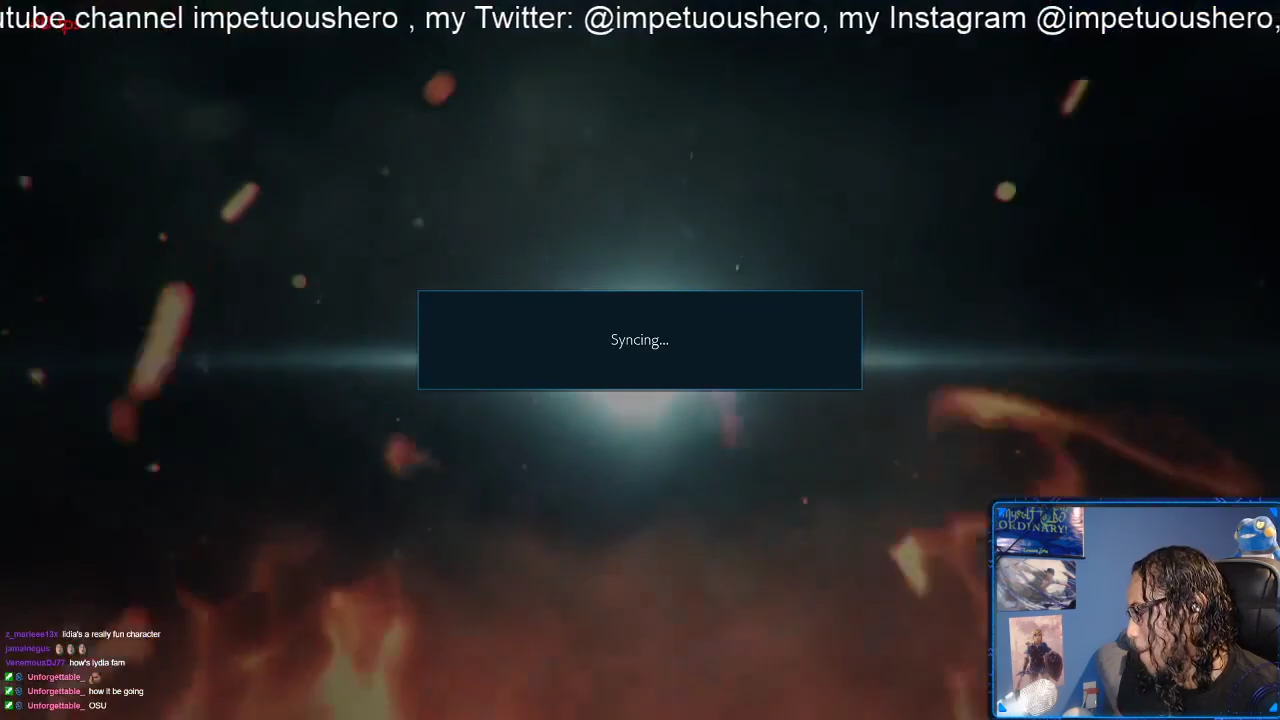 utube channel impetuoushero , my Twitter: @impetuoushero, my Instagram @impetuoushero,
Syncing...
ORDINARY!
z_marieee13x lidia's a really fun character
jamalnegus
VenemousDJ77 how's lydia fam
Unforgettable_
Unforgettable_ how it be going
Unforgettable_ OSU